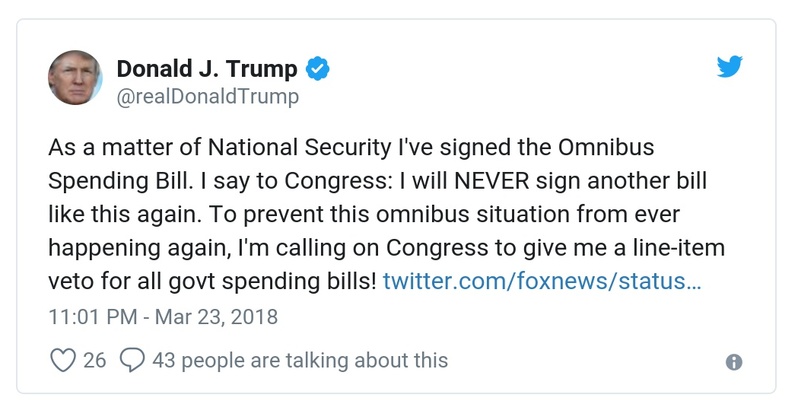 Donald J. Trump
@realDonaldTrump
As a matter of National Security I've signed the Omnibus
Spending Bill. I say to Congress: I will NEVER sign another bill
like this again. To prevent this omnibus situation from ever
happening again, I'm calling on Congress to give me a line-item
veto for all govt spending bills! twitter.com/foxnews/status…
11:01 PM - Mar 23, 2018
26 43 people are talking about this